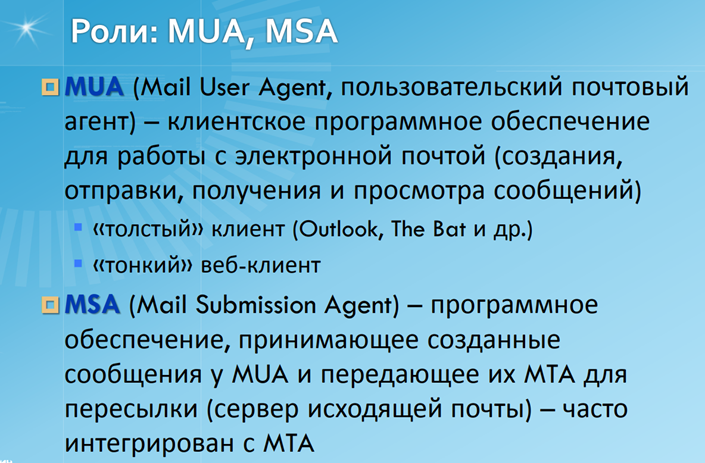 Роли: MUA, MSA
MUA (Mail User Agent, пользовательский почтовый
агент) – клиентское программное обеспечение
для работы с электронной почтой (создания,
отправки, получения и просмотра сообщений)
«толстый» клиент (Outlook, The Bat и др.)
«тонкий» веб-клиент
MSA (Mail Submission Agent) – программное
обеспечение, принимающее созданные
сообщения у MUA и передающее их MTA для
пересылки (сервер исходящей почты) – часто
интегрирован с MTA